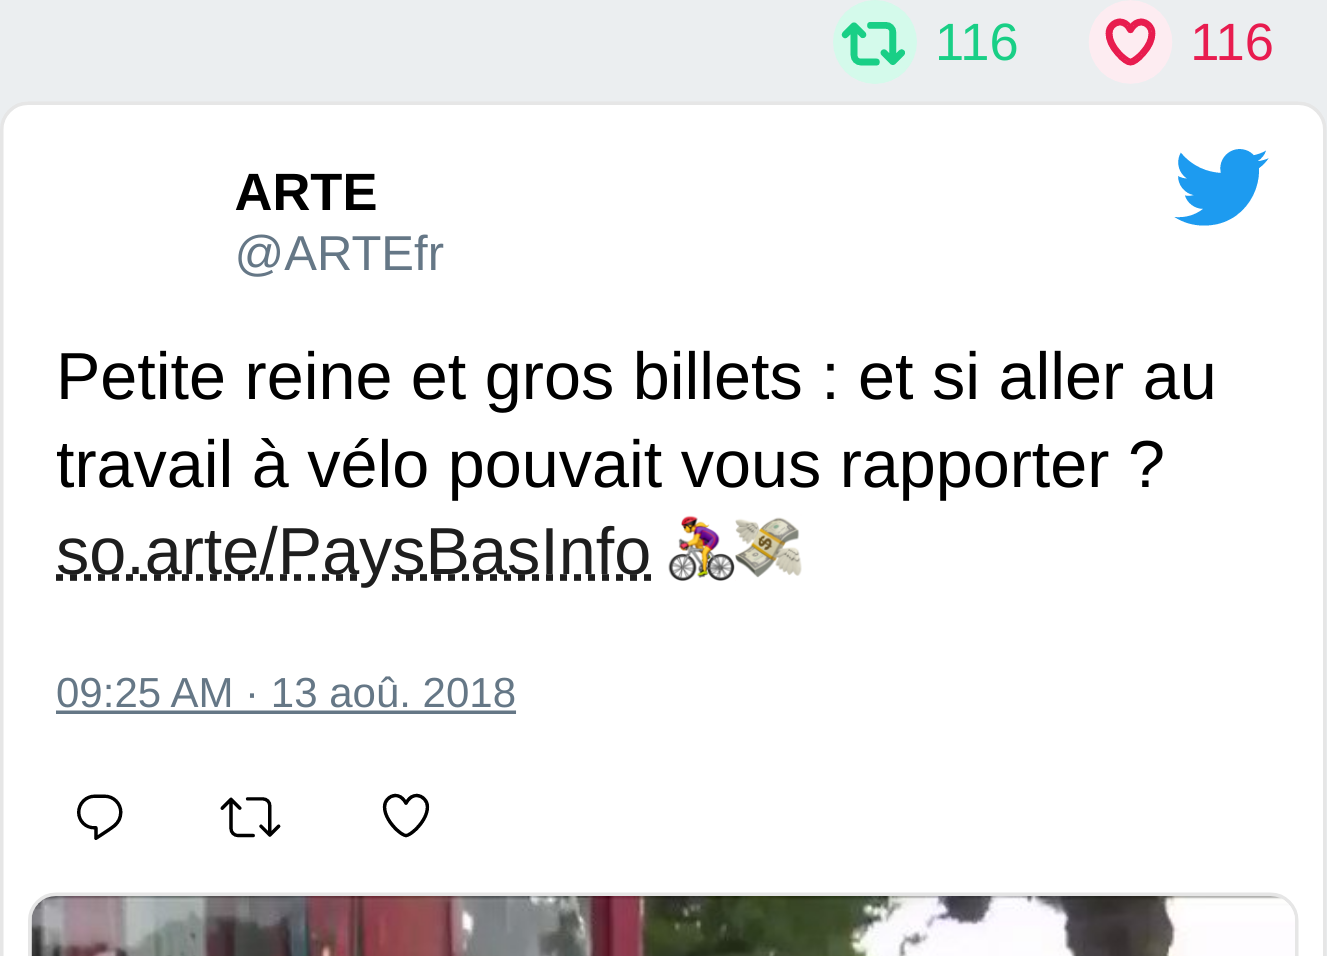 116 116
ARTE
@ARTEfr
Petite reine et gros billets : et si aller au
travail à vélo pouvait vous rapporter ?
so.arte/PaysBasInfo 🚴💸
09:25 AM · 13 aoû. 2018